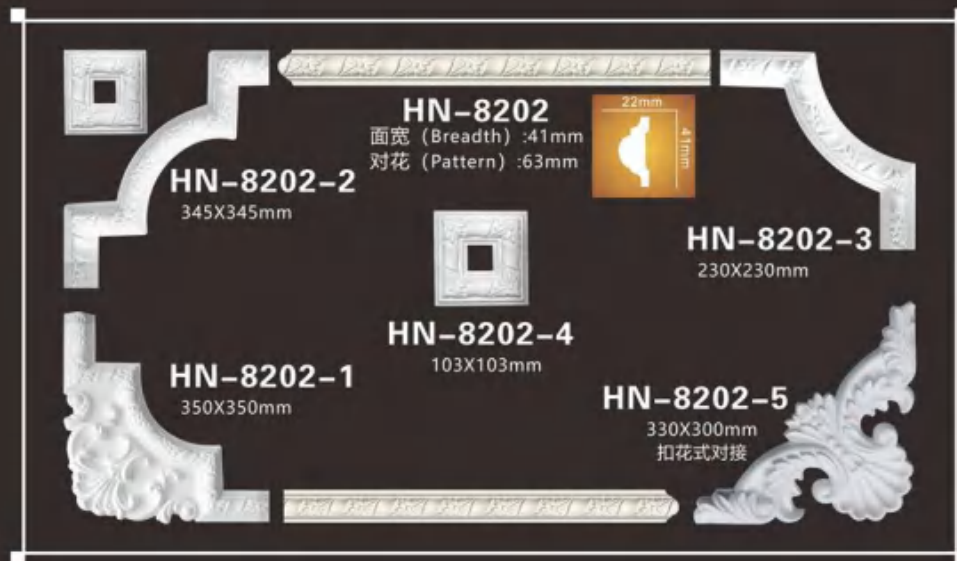 HN-8202
面宽（Breadth）:41mm
对花（Pattern）:63mm
22mm
41mm
HN-8202-2
345X345mm
HN-8202-3
230X230mm
HN-8202-4
103X103mm
HN-8202-1
350X350mm
HN-8202-5
330X300mm
扣花式对接